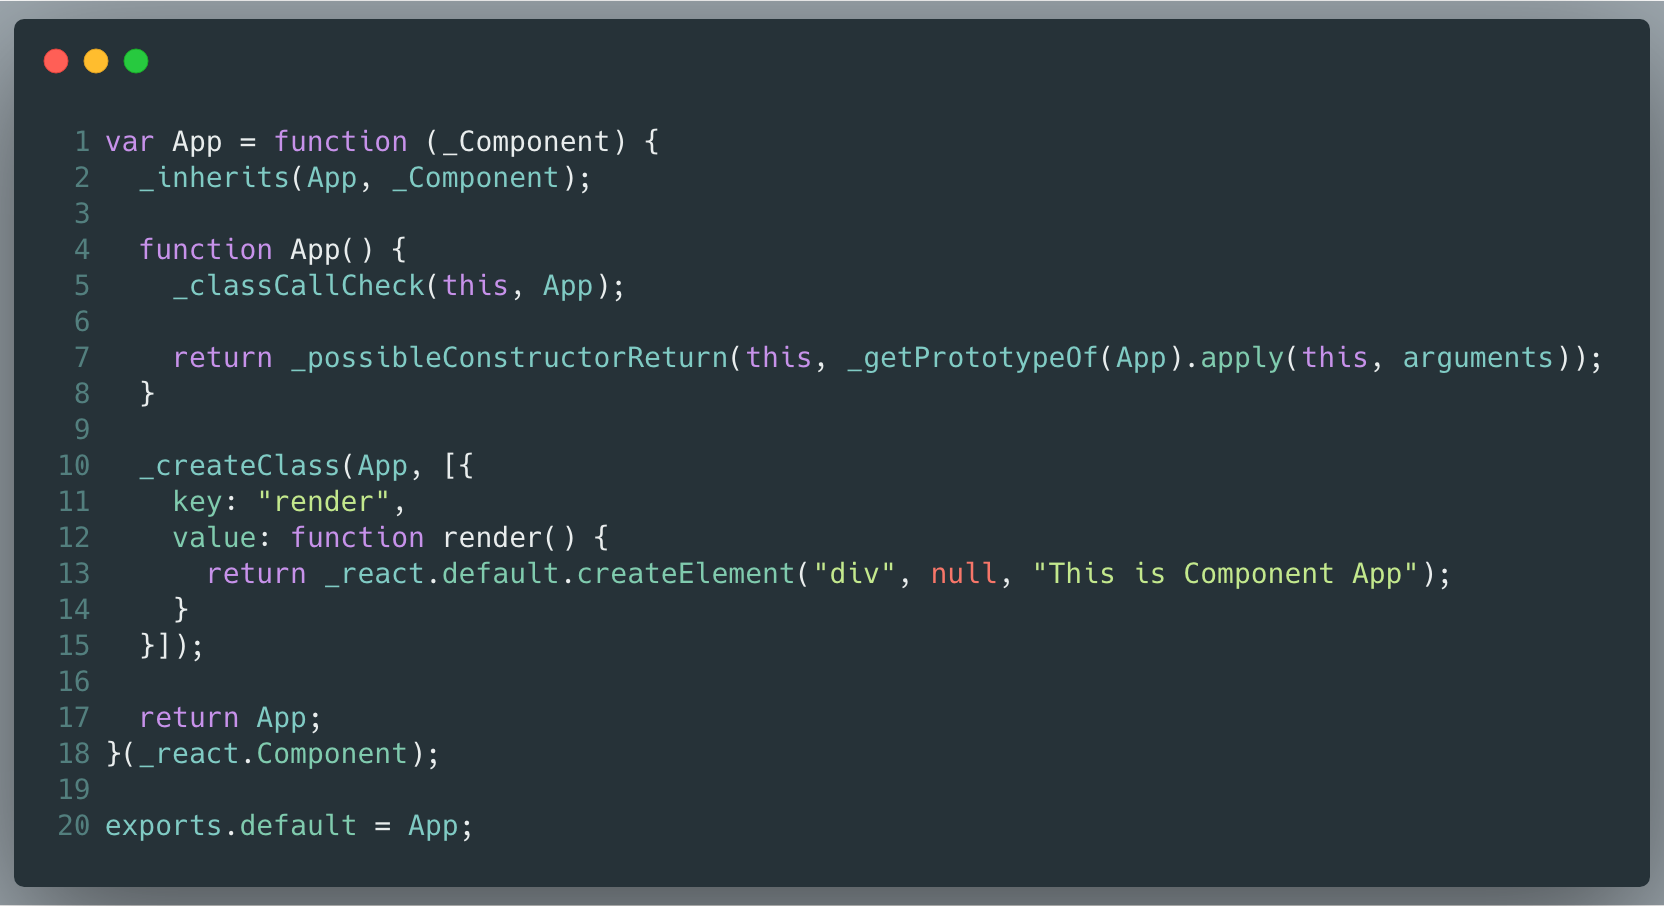 1 var App = function (_Component) {
2   _inherits(App, _Component);
3
4   function App() {
5     _classCallCheck(this, App);
6
7     return _possibleConstructorReturn(this, _getPrototypeOf(App).apply(this, arguments));
8   }
9
10   _createClass(App, [{
11     key: "render",
12     value: function render() {
13       return _react.default.createElement("div", null, "This is Component App");
14     }
15   }]);
16
17   return App;
18 }(_react.Component);
19
20 exports.default = App;